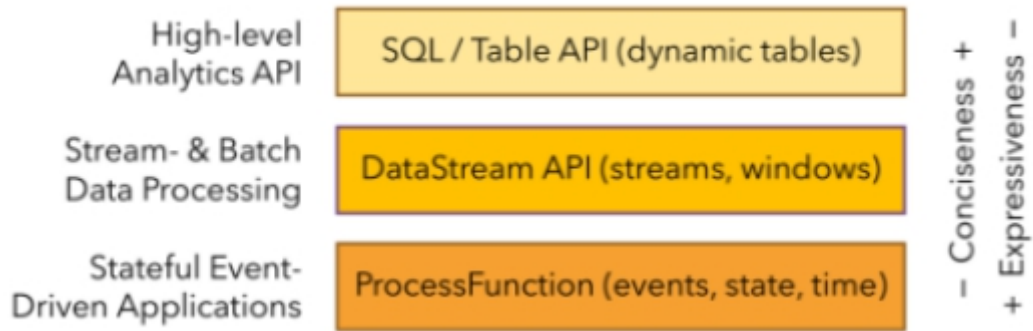 High-level
Analytics API
SQL / Table API (dynamic tables)
Stream- & Batch
Data Processing
DataStream API (streams, windows)
Stateful Event-
Driven Applications
ProcessFunction (events, state, time)
– Conciseness +
+ Expressiveness –